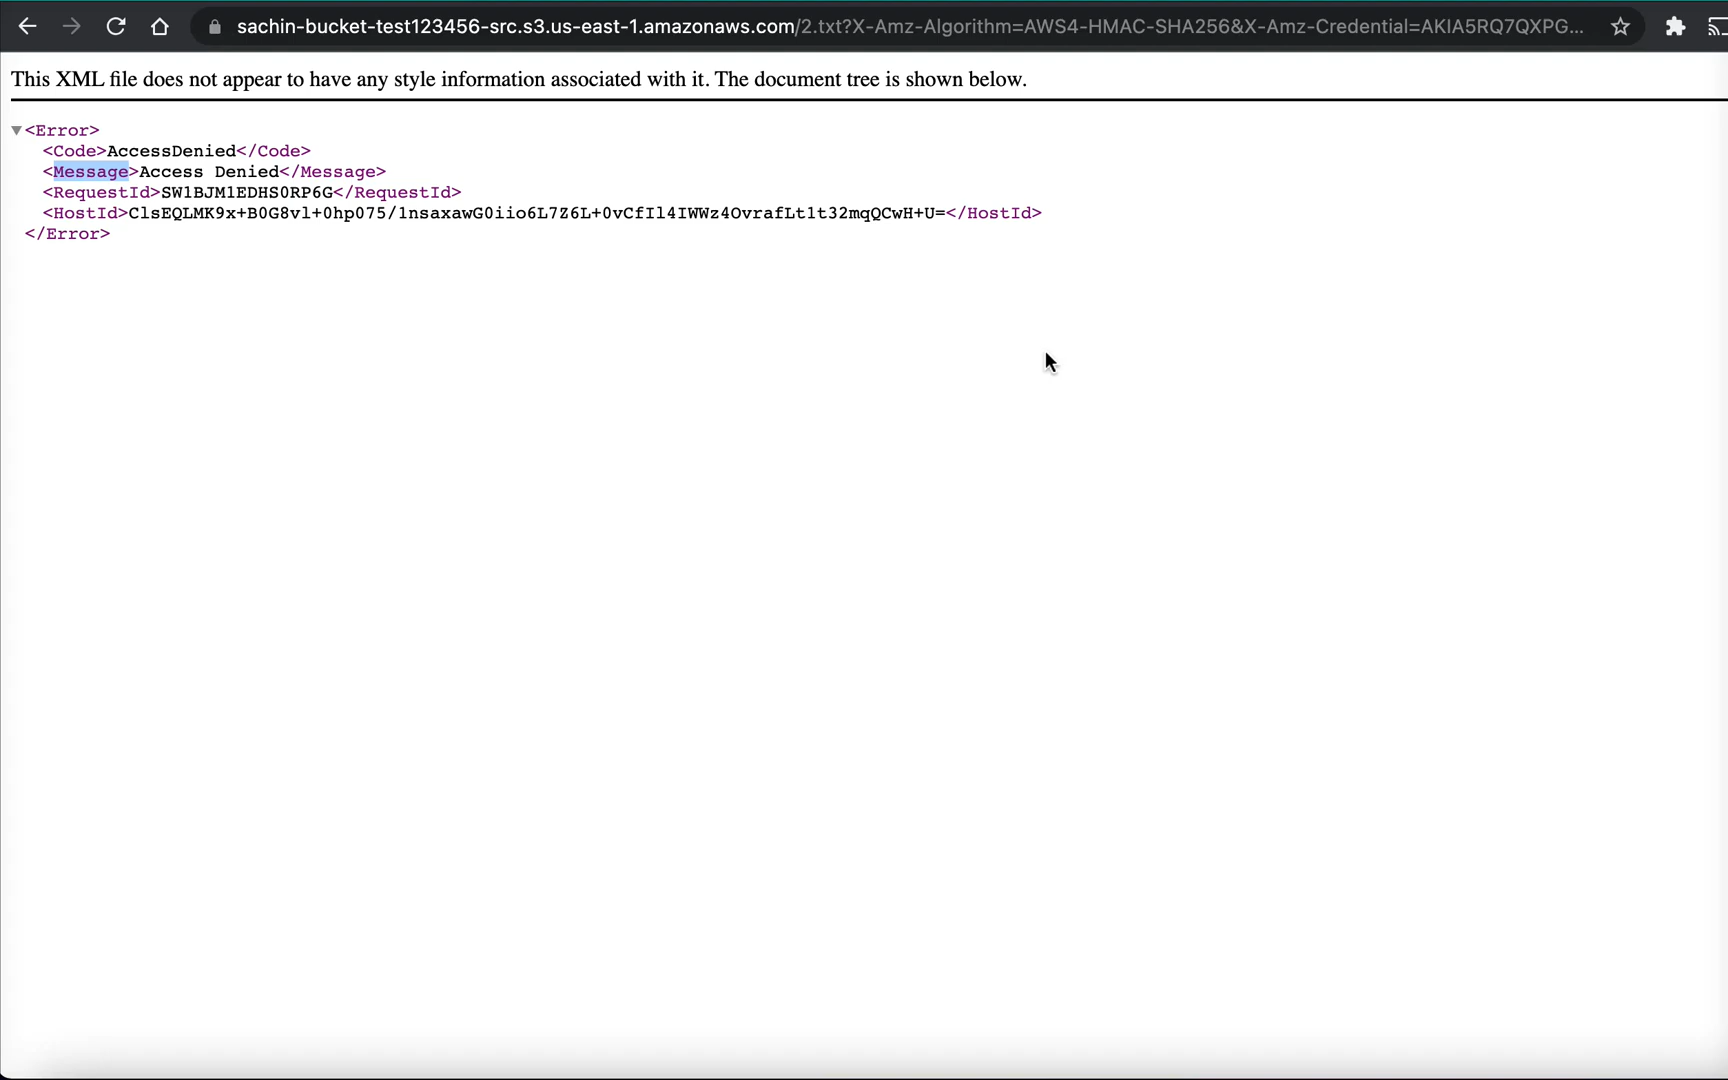 sachin-bucket-test123456-src.s3.us-east-1.amazonaws.com/2.txt?X-Amz-Algorithm=AWS4-HMAC-SHA256&X-Amz-Credential=AKIA5RQ7QXPG...
This XML file does not appear to have any style information associated with it. The document tree is shown below.
<Error>
<Code>AccessDenied</Code>
<Message>Access Denied</Message>
<RequestId>SW1BJM1EDHS0RP6G</RequestId>
<HostId>ClsEQLMK9x+B0G8vl+0hp075/1nsaxawG0iio6L7Z6L+0vCfIl4IWWz4OvrafLt1t32mqQCwH+U=</HostId>
</Error>